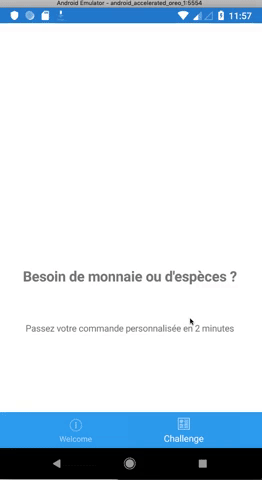 Android Emulator - android_accelerated_oreo_1:5554
11:57
Besoin de monnaie ou d'espèces ?
Passez votre commande personnalisée en 2 minutes
Welcome
Challenge